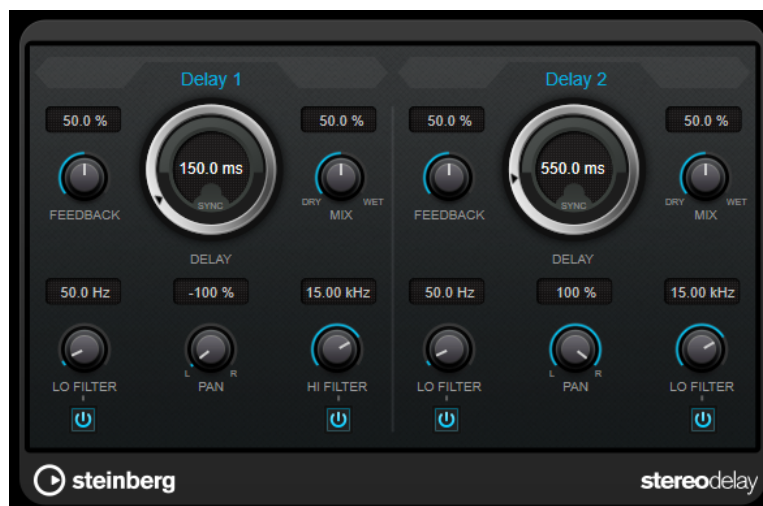 Delay 1 Delay 2
50.0 % 50.0 % 50.0 % 50.0 %
150.0 ms 550.0 ms
SYNC SYNC
DRY WET DRY WET
FEEDBACK MIX FEEDBACK MIX
DELAY DELAY
50.0 Hz -100 % 15.00 kHz 50.0 Hz 100 % 15.00 kHz
L R L R
LO FILTER PAN HI FILTER LO FILTER PAN LO FILTER
steinberg stereodelay